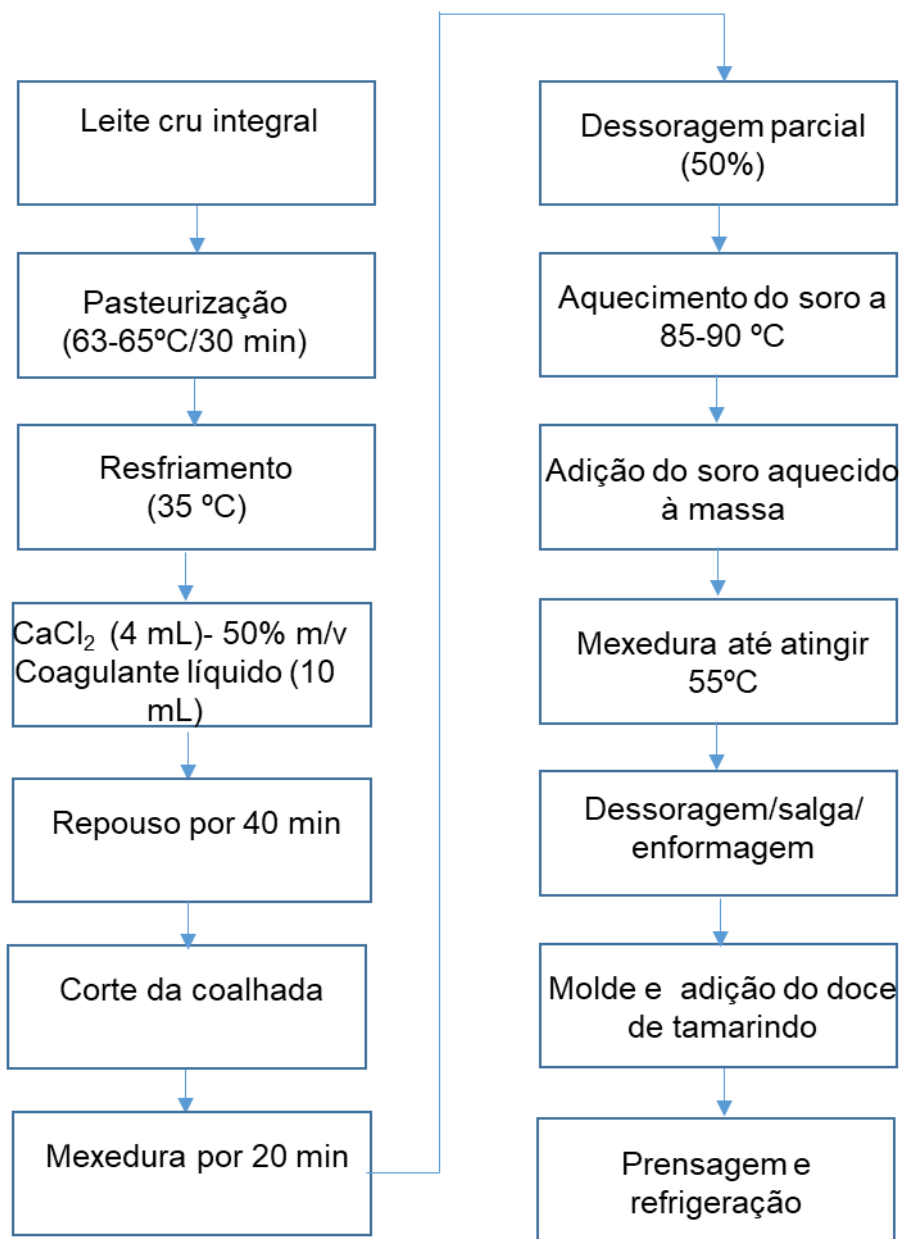 Leite cru integral
Pasteurização
(63-65ºC/30 min)
Resfriamento
(35 ºC)
CaCl₂ (4 mL)- 50% m/v
Coagulante líquido (10
mL)
Repouso por 40 min
Corte da coalhada
Mexedura por 20 min
Dessoragem parcial
(50%)
Aquecimento do soro a
85-90 ºC
Adição do soro aquecido
à massa
Mexedura até atingir
55ºC
Dessoragem/salga/
enformagem
Molde e adição do doce
de tamarindo
Prensagem e
refrigeração